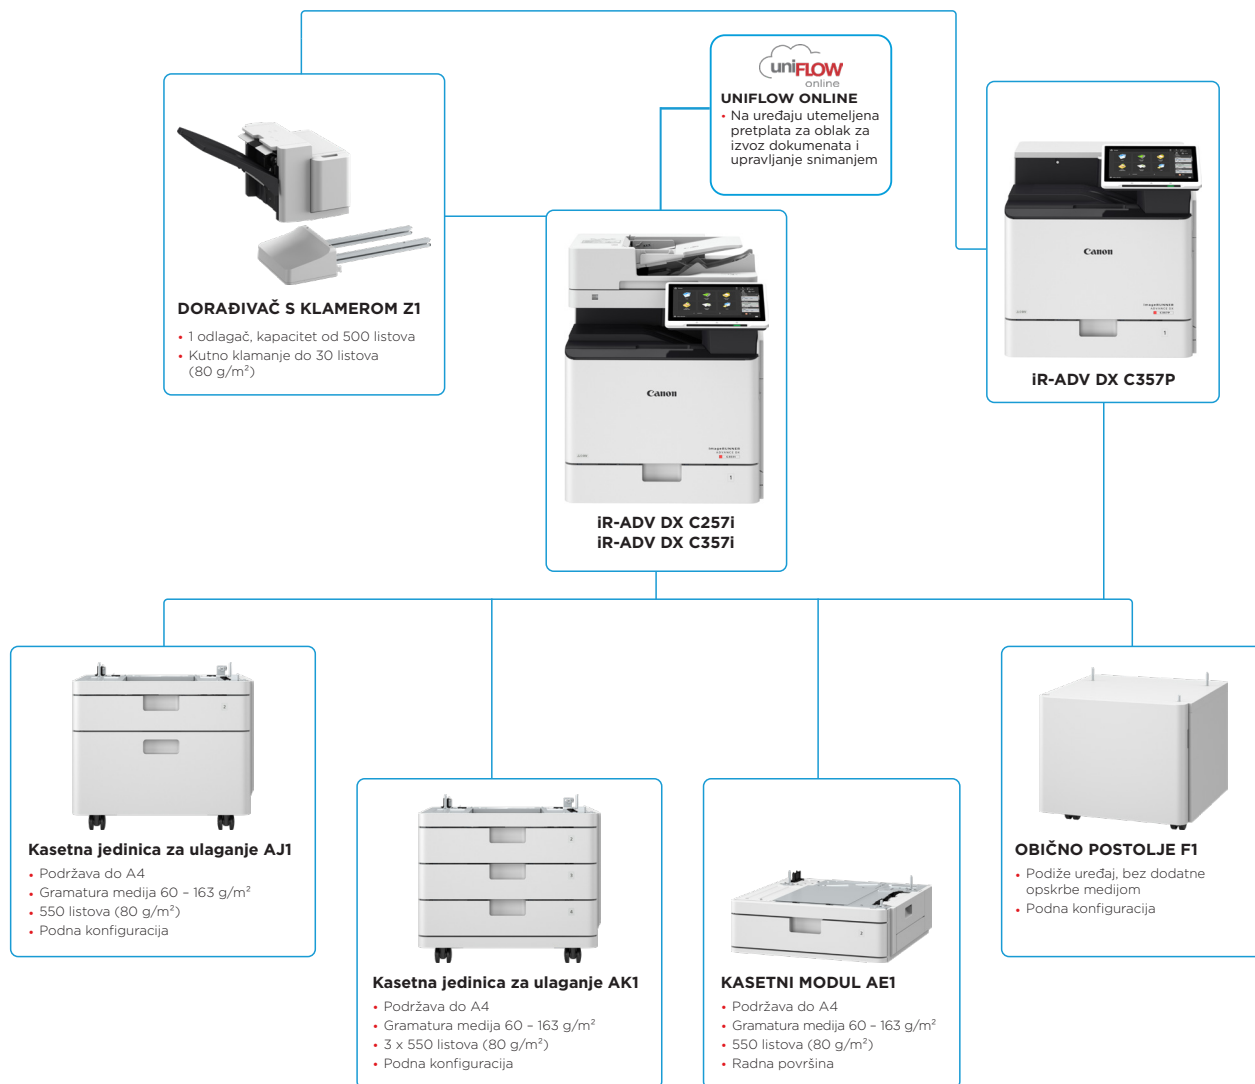 uniFLOW
online
UNIFLOW ONLINE
• Na uređaju utemeljena
pretplata za oblak za
izvoz dokumenata i
upravljanje snimanjem
DORAĐIVAČ S KLAMEROM Z1
• 1 odlagač, kapacitet od 500 listova
• Kutno klamanje do 30 listova
(80 g/m²)
Canon
iR-ADV DX C257i
iR-ADV DX C357i
Canon
iR-ADV DX C357P
Kasetna jedinica za ulaganje AJ1
• Podržava do A4
• Gramatura medija 60 – 163 g/m²
• 550 listova (80 g/m²)
• Podna konfiguracija
Kasetna jedinica za ulaganje AK1
• Podržava do A4
• Gramatura medija 60 – 163 g/m²
• 3 x 550 listova (80 g/m²)
• Podna konfiguracija
KASETNI MODUL AE1
• Podržava do A4
• Gramatura medija 60 – 163 g/m²
• 550 listova (80 g/m²)
• Radna površina
OBIČNO POSTOLJE F1
• Podiže uređaj, bez dodatne
opskrbe medijom
• Podna konfiguracija